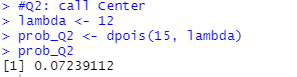 > #Q2: call Center
> lambda <- 12
> prob_Q2 <- dpois(15, lambda)
> prob_Q2
[1] 0.07239112